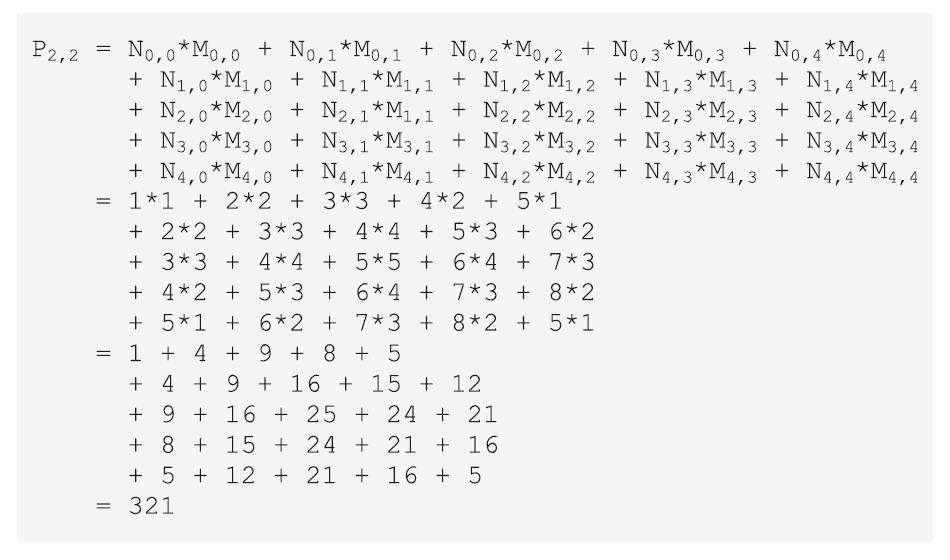 P2,2 = N0,0*M0,0 + N0,1*M0,1 + N0,2*M0,2 + N0,3*M0,3 + N0,4*M0,4
+ N1,0*M1,0 + N1,1*M1,1 + N1,2*M1,2 + N1,3*M1,3 + N1,4*M1,4
+ N2,0*M2,0 + N2,1*M1,1 + N2,2*M2,2 + N2,3*M2,3 + N2,4*M2,4
+ N3,0*M3,0 + N3,1*M3,1 + N3,2*M3,2 + N3,3*M3,3 + N3,4*M3,4
+ N4,0*M4,0 + N4,1*M4,1 + N4,2*M4,2 + N4,3*M4,3 + N4,4*M4,4
= 1*1 + 2*2 + 3*3 + 4*2 + 5*1
+ 2*2 + 3*3 + 4*4 + 5*3 + 6*2
+ 3*3 + 4*4 + 5*5 + 6*4 + 7*3
+ 4*2 + 5*3 + 6*4 + 7*3 + 8*2
+ 5*1 + 6*2 + 7*3 + 8*2 + 5*1
= 1 + 4 + 9 + 8 + 5
+ 4 + 9 + 16 + 15 + 12
+ 9 + 16 + 25 + 24 + 21
+ 8 + 15 + 24 + 21 + 16
+ 5 + 12 + 21 + 16 + 5
= 321